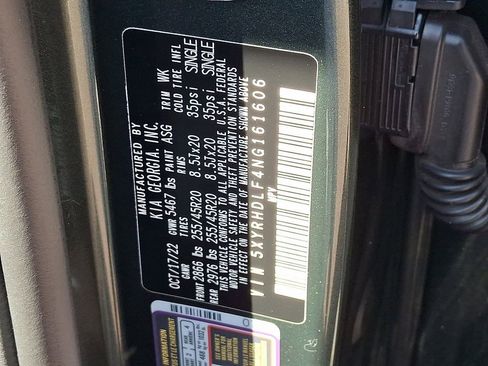 MANUFACTURED BY
KIA GEORGIA, INC.
OCT/17/22 GVWR 5467 lbs PAINT ASG TRIM WK
GAWR TIRES RIMS COLD TIRE INFL
FRONT 2866 lbs 255/45R20 8.5Jx20 35psi SINGLE
REAR 2976 lbs 255/45R20 8.5Jx20 35psi SINGLE
THIS VEHICLE CONFORMS TO ALL APPLICABLE U.S.A. FEDERAL
MOTOR VEHICLE SAFETY AND THEFT PREVENTION STANDARDS
IN EFFECT ON THE DATE OF MANUFACTURE SHOWN ABOVE
VIN 5XYRHDLF4NG161606
MPV
INFORMATION